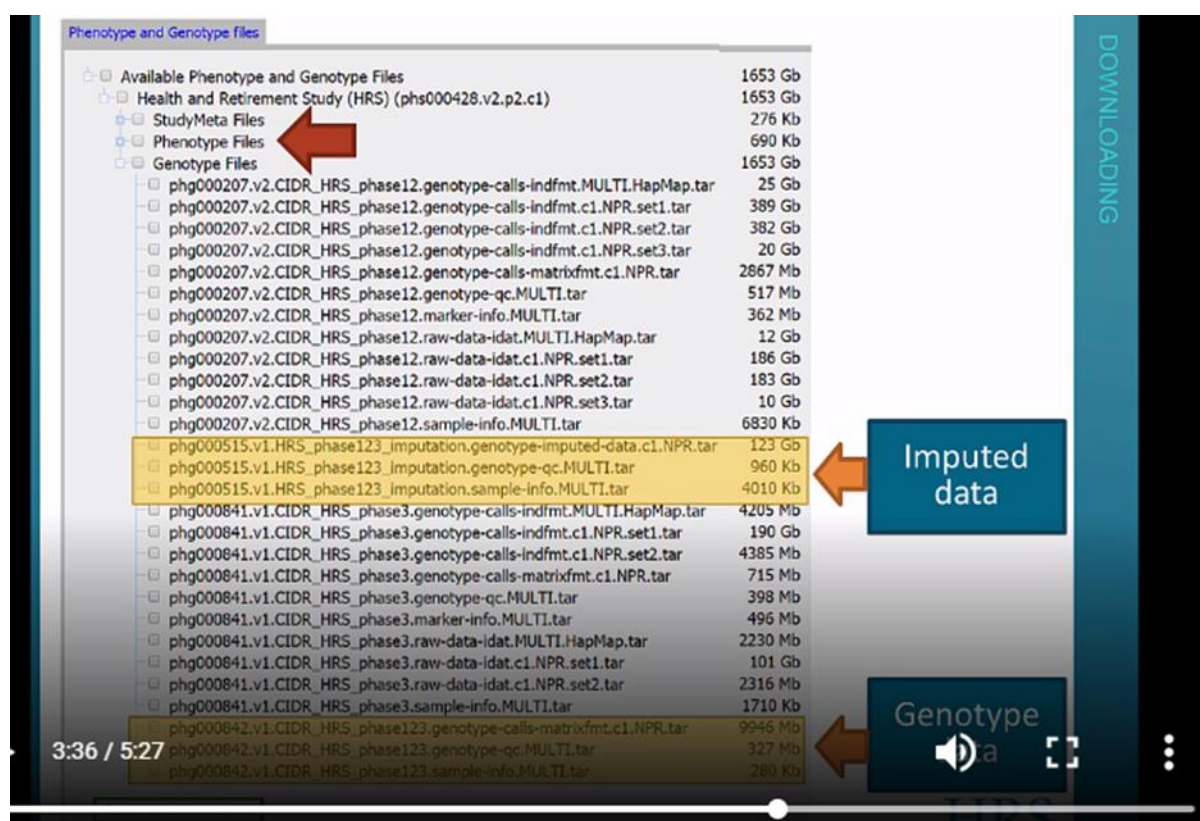 Phenotype and Genotype files
Available Phenotype and Genotype Files 1653 Gb
Health and Retirement Study (HRS) (phs000428.v2.p2.c1) 1653 Gb
StudyMeta Files 276 Kb
Phenotype Files 690 Kb
Genotype Files 1653 Gb
phg000207.v2.CIDR_HRS_phase12.genotype-calls-indfmt.MULTI.HapMap.tar 25 Gb
phg000207.v2.CIDR_HRS_phase12.genotype-calls-indfmt.c1.NPR.set1.tar 389 Gb
phg000207.v2.CIDR_HRS_phase12.genotype-calls-indfmt.c1.NPR.set2.tar 382 Gb
phg000207.v2.CIDR_HRS_phase12.genotype-calls-indfmt.c1.NPR.set3.tar 20 Gb
phg000207.v2.CIDR_HRS_phase12.genotype-calls-matrixfmt.c1.NPR.tar 2867 Mb
phg000207.v2.CIDR_HRS_phase12.genotype-qc.MULTI.tar 517 Mb
phg000207.v2.CIDR_HRS_phase12.marker-info.MULTI.tar 362 Mb
phg000207.v2.CIDR_HRS_phase12.raw-data-idat.MULTI.HapMap.tar 12 Gb
phg000207.v2.CIDR_HRS_phase12.raw-data-idat.c1.NPR.set1.tar 186 Gb
phg000207.v2.CIDR_HRS_phase12.raw-data-idat.c1.NPR.set2.tar 183 Gb
phg000207.v2.CIDR_HRS_phase12.raw-data-idat.c1.NPR.set3.tar 10 Gb
phg000207.v2.CIDR_HRS_phase12.sample-info.MULTI.tar 6830 Kb
phg000515.v1.HRS_phase123_imputation.genotype-imputed-data.c1.NPR.tar 123 Gb
phg000515.v1.HRS_phase123_imputation.genotype-qc.MULTI.tar 960 Kb
phg000515.v1.HRS_phase123_imputation.sample-info.MULTI.tar 4010 Kb
phg000841.v1.CIDR_HRS_phase3.genotype-calls-indfmt.MULTI.HapMap.tar 4205 Mb
phg000841.v1.CIDR_HRS_phase3.genotype-calls-indfmt.c1.NPR.set1.tar 190 Gb
phg000841.v1.CIDR_HRS_phase3.genotype-calls-indfmt.c1.NPR.set2.tar 4385 Mb
phg000841.v1.CIDR_HRS_phase3.genotype-calls-matrixfmt.c1.NPR.tar 715 Mb
phg000841.v1.CIDR_HRS_phase3.genotype-qc.MULTI.tar 398 Mb
phg000841.v1.CIDR_HRS_phase3.marker-info.MULTI.tar 496 Mb
phg000841.v1.CIDR_HRS_phase3.raw-data-idat.MULTI.HapMap.tar 2230 Mb
phg000841.v1.CIDR_HRS_phase3.raw-data-idat.c1.NPR.set1.tar 101 Gb
phg000841.v1.CIDR_HRS_phase3.raw-data-idat.c1.NPR.set2.tar 2316 Mb
phg000841.v1.CIDR_HRS_phase3.sample-info.MULTI.tar 1710 Kb
phg000842.v1.CIDR_HRS_phase123.genotype-calls-matrixfmt.c1.NPR.tar 9946 Mb
phg000842.v1.CIDR_HRS_phase123.genotype-qc.MULTI.tar 327 Mb
phg000842.v1.CIDR_HRS_phase123.sample-info.MULTI.tar 280 Kb
Imputed
data
Genotype
DOWNLOADING
3:36 / 5:27
HRS